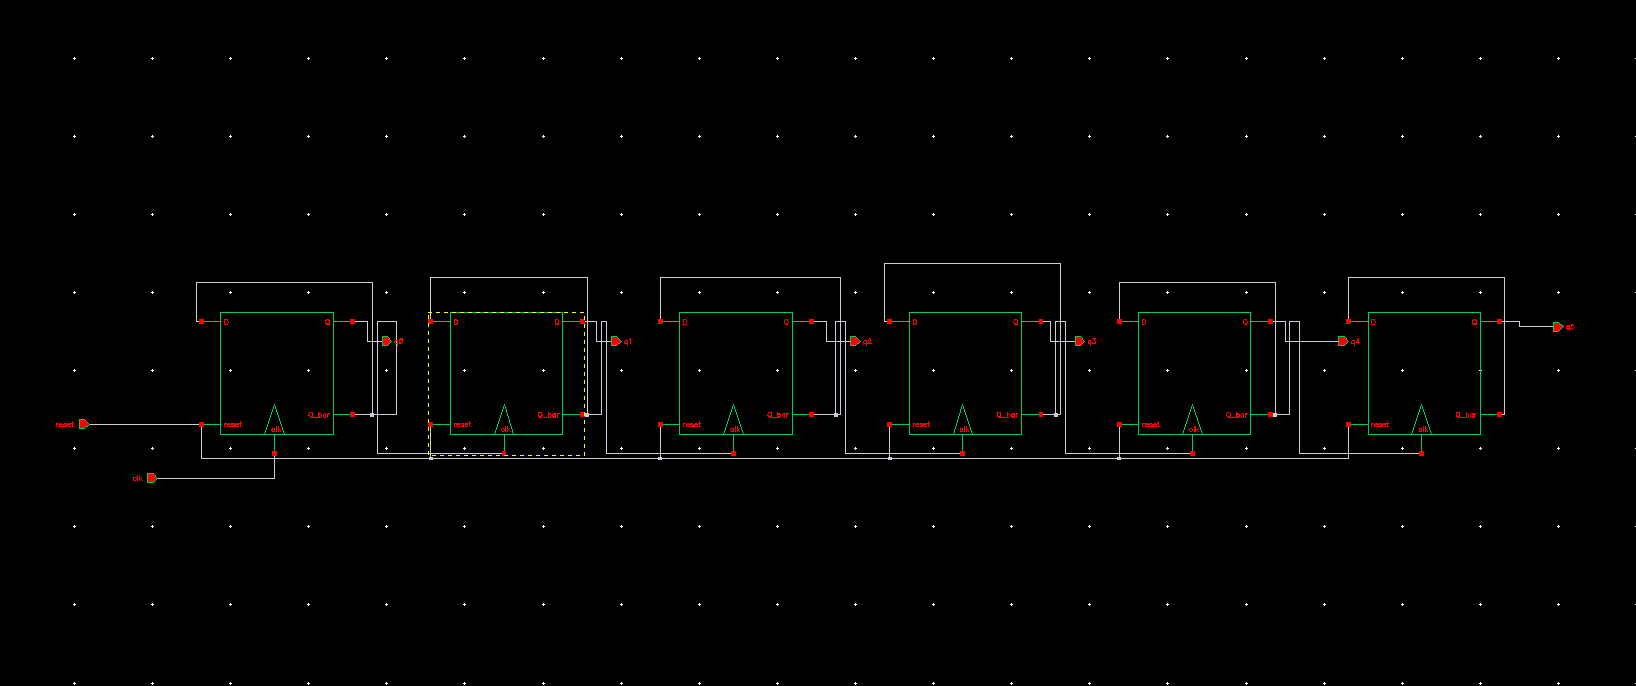 D Q D Q D Q D Q D Q D Q
q0 q1 q2 q3 q4 q5
Q_bar Q_bar Q_bar Q_bar Q_bar Q_bar
reset reset reset reset reset reset reset
clk clk clk clk clk clk
clk